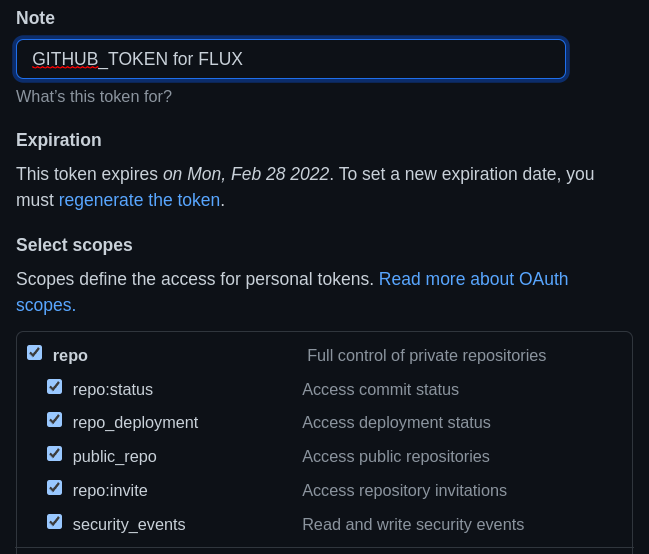 Note
GITHUB_TOKEN for FLUX
What's this token for?
Expiration
This token expires on Mon, Feb 28 2022. To set a new expiration date, you
must regenerate the token.
Select scopes
Scopes define the access for personal tokens. Read more about OAuth
scopes.
repo Full control of private repositories
repo:status Access commit status
repo_deployment Access deployment status
public_repo Access public repositories
repo:invite Access repository invitations
security_events Read and write security events